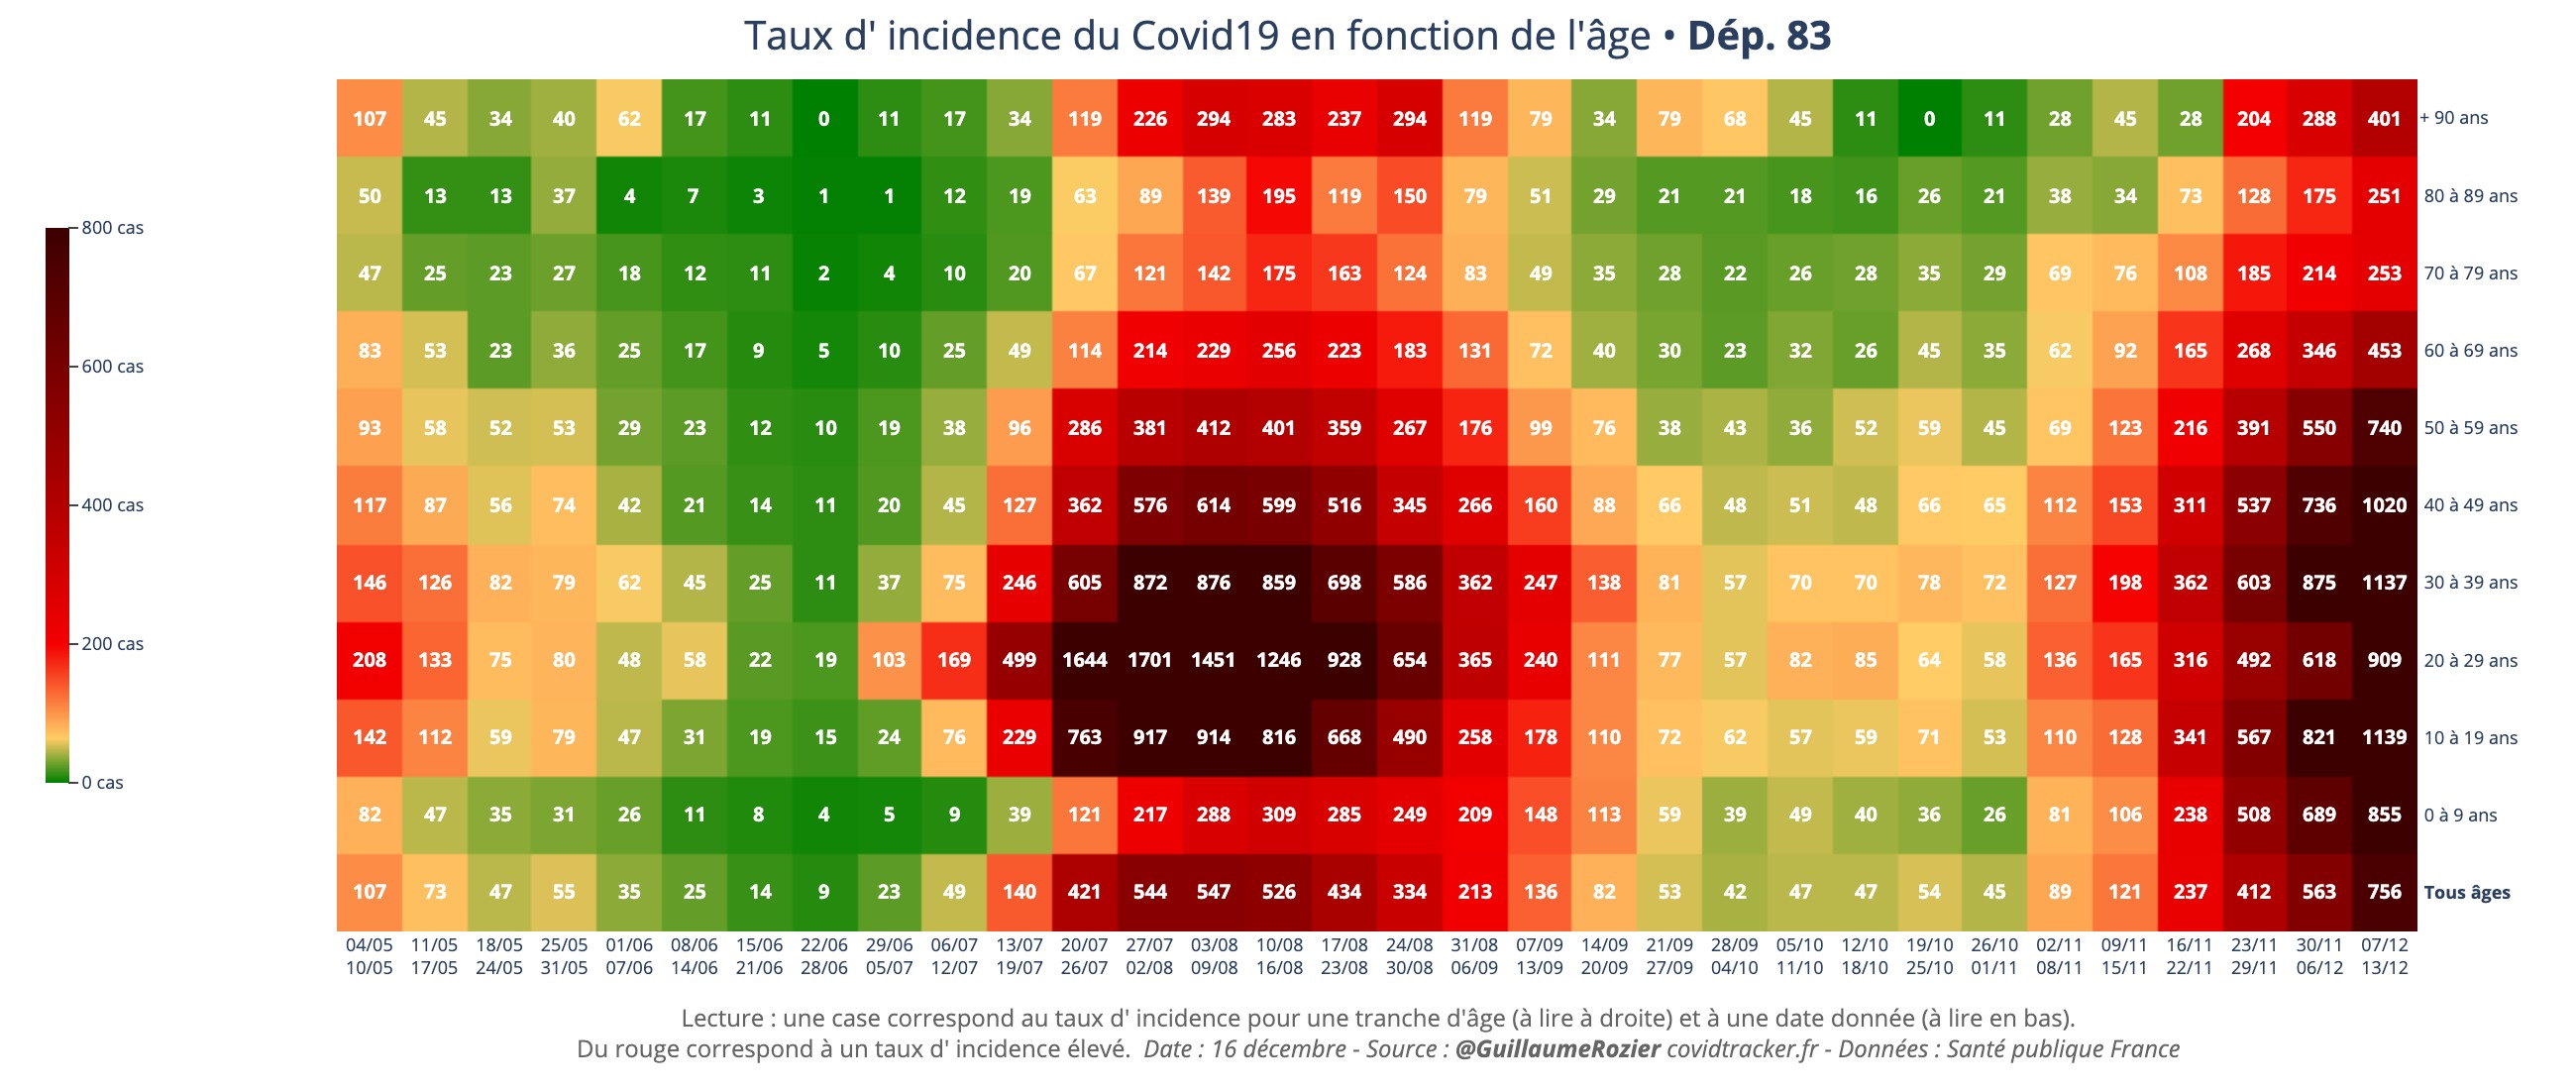 Taux d' incidence du Covid19 en fonction de l'âge • Dép. 83
800 cas
600 cas
400 cas
200 cas
0 cas
107 45 34 40 62 17 11 0 11 17 34 119 226 294 283 237 294 119 79 34 79 68 45 11 0 11 28 45 28 204 288 401 + 90 ans
50 13 13 37 4 7 3 1 1 12 19 63 89 139 195 119 150 79 51 29 21 21 18 16 26 21 38 34 73 128 175 251 80 à 89 ans
47 25 23 27 18 12 11 2 4 10 20 67 121 142 175 163 124 83 49 35 28 22 26 28 35 29 69 76 108 185 214 253 70 à 79 ans
83 53 23 36 25 17 9 5 10 25 49 114 214 229 256 223 183 131 72 40 30 23 32 26 45 35 62 92 165 268 346 453 60 à 69 ans
93 58 52 53 29 23 12 10 19 38 96 286 381 412 401 359 267 176 99 76 38 43 36 52 59 45 69 123 216 391 550 740 50 à 59 ans
117 87 56 74 42 21 14 11 20 45 127 362 576 614 599 516 345 266 160 88 66 48 51 48 66 65 112 153 311 537 736 1020 40 à 49 ans
146 126 82 79 62 45 25 11 37 75 246 605 872 876 859 698 586 362 247 138 81 57 70 70 78 72 127 198 362 603 875 1137 30 à 39 ans
208 133 75 80 48 58 22 19 103 169 499 1644 1701 1451 1246 928 654 365 240 111 77 57 82 85 64 58 136 165 316 492 618 909 20 à 29 ans
142 112 59 79 47 31 19 15 24 76 229 763 917 914 816 668 490 258 178 110 72 62 57 59 71 53 110 128 341 567 821 1139 10 à 19 ans
82 47 35 31 26 11 8 4 5 9 39 121 217 288 309 285 249 209 148 113 59 39 49 40 36 26 81 106 238 508 689 855 0 à 9 ans
107 73 47 55 35 25 14 9 23 49 140 421 544 547 526 434 334 213 136 82 53 42 47 47 54 45 89 121 237 412 563 756 Tous âges
04/05 11/05 18/05 25/05 01/06 08/06 15/06 22/06 29/06 06/07 13/07 20/07 27/07 03/08 10/08 17/08 24/08 31/08 07/09 14/09 21/09 28/09 05/10 12/10 19/10 26/10 02/11 09/11 16/11 23/11 30/11 07/12
10/05 17/05 24/05 31/05 07/06 14/06 21/06 28/06 05/07 12/07 19/07 26/07 02/08 09/08 16/08 23/08 30/08 06/09 13/09 20/09 27/09 04/10 11/10 18/10 25/10 01/11 08/11 15/11 22/11 29/11 06/12 13/12
Lecture : une case correspond au taux d' incidence pour une tranche d'âge (à lire à droite) et à une date donnée (à lire en bas).
Du rouge correspond à un taux d' incidence élevé. Date : 16 décembre - Source : @GuillaumeRozier covidtracker.fr - Données : Santé publique France